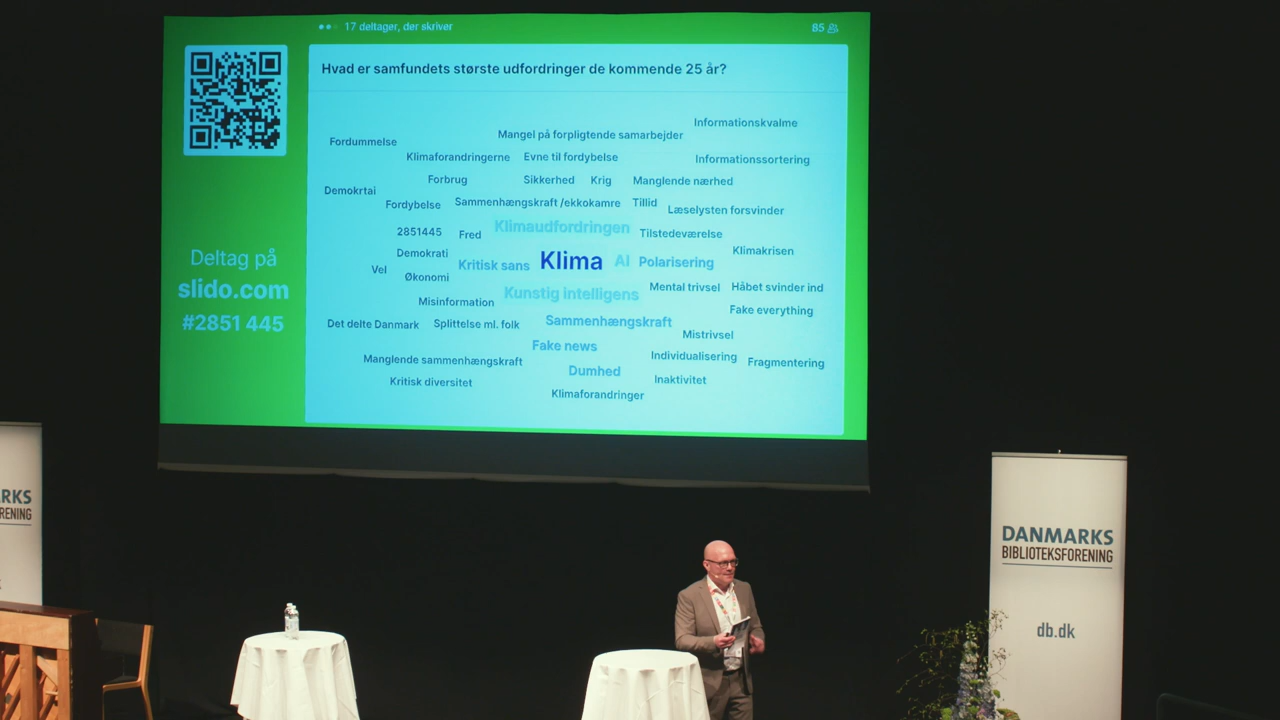 17 deltager, der skriver
85
Hvad er samfundets største udfordringer de kommende 25 år?
Informationskvalme
Mangel på forpligtende samarbejder
Fordummelse
Klimaforandringerne
Evne til fordybelse
Informationssortering
Forbrug
Sikkerhed
Krig
Manglende nærhed
Demokrtai
Fordybelse
Sammenhængskraft /ekkokamre
Tillid
Læselysten forsvinder
2851445
Fred
Klimaudfordringen
Tilstedeværelse
Demokrati
Klimakrisen
Vel
Økonomi
Kritisk sans
Klima
AI
Polarisering
Misinformation
Kunstig intelligens
Mental trivsel
Håbet svinder ind
Fake everything
Det delte Danmark
Splittelse ml. folk
Sammenhængskraft
Mistrivsel
Fake news
Manglende sammenhængskraft
Individualisering
Fragmentering
Kritisk diversitet
Dumhed
Inaktivitet
Klimaforandringer
Deltag på
slido.com
#2851 445
RKS
RENING
DANMARKS
BIBLIOTEKSFORENING
db.dk